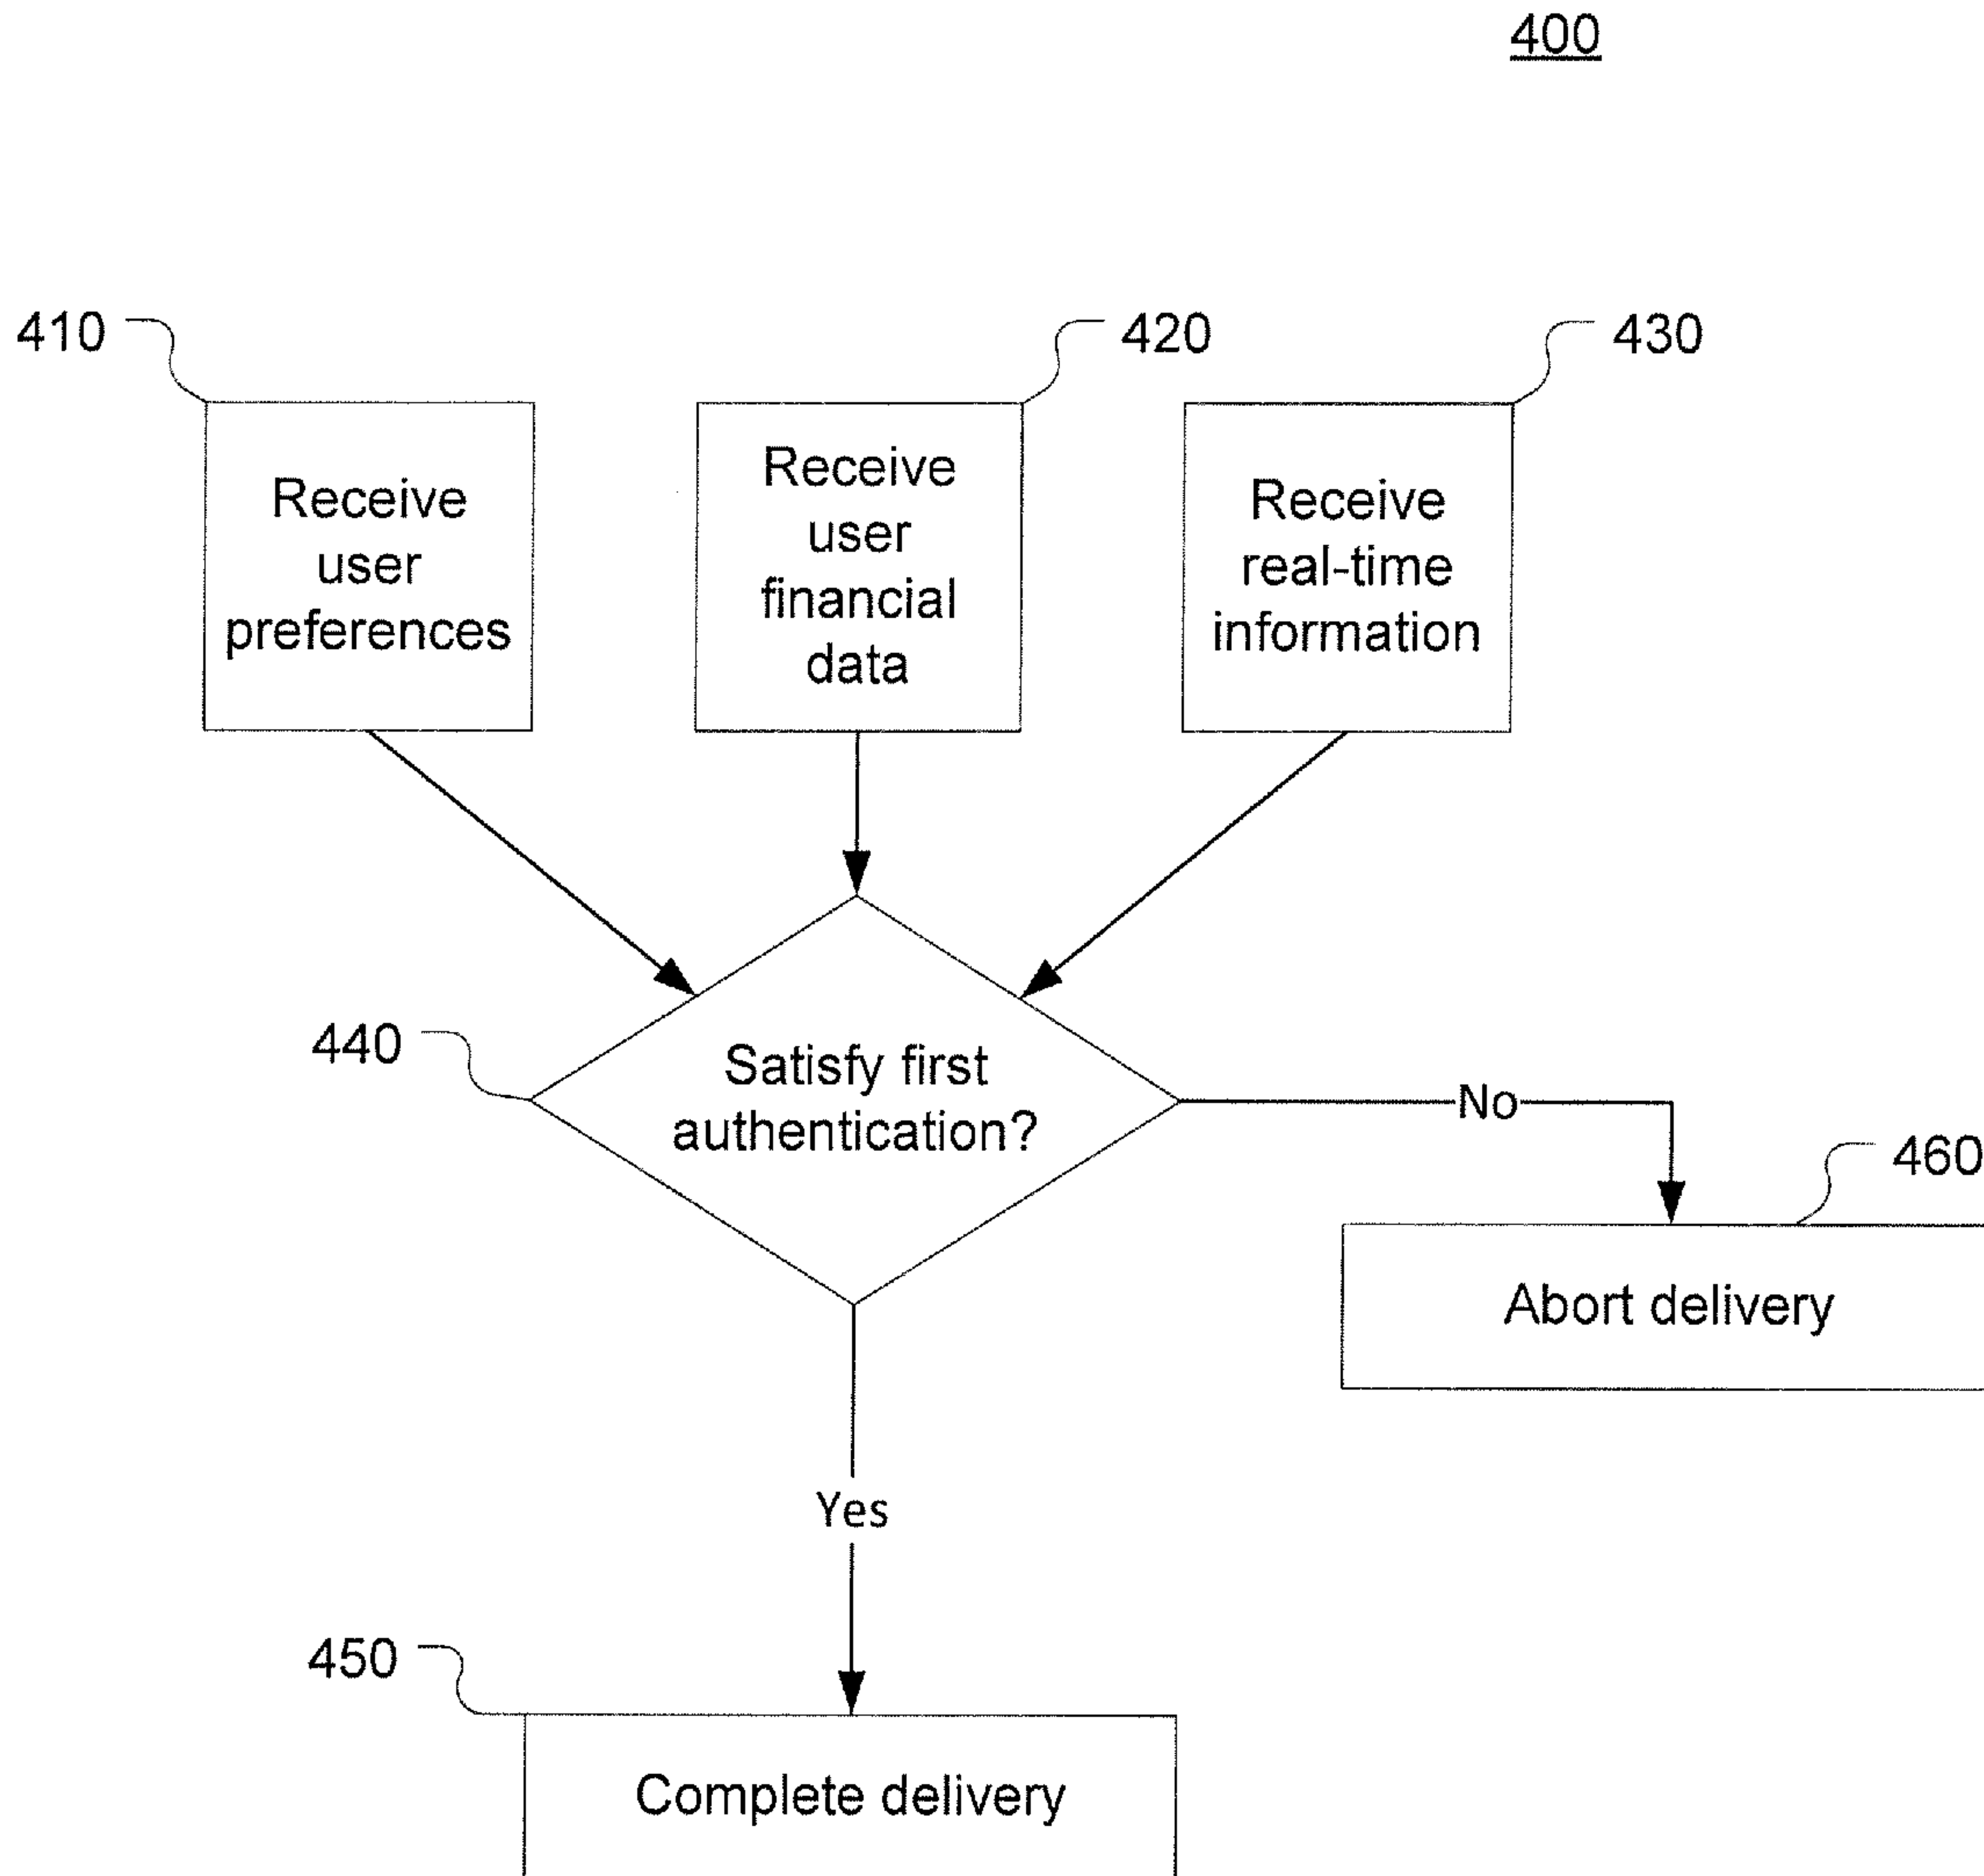 400
410
420
430
Receive
user
preferences
Receive
user
financial
data
Receive
real-time
information
440
Satisfy first
authentication?
No
460
Abort delivery
Yes
450
Complete delivery